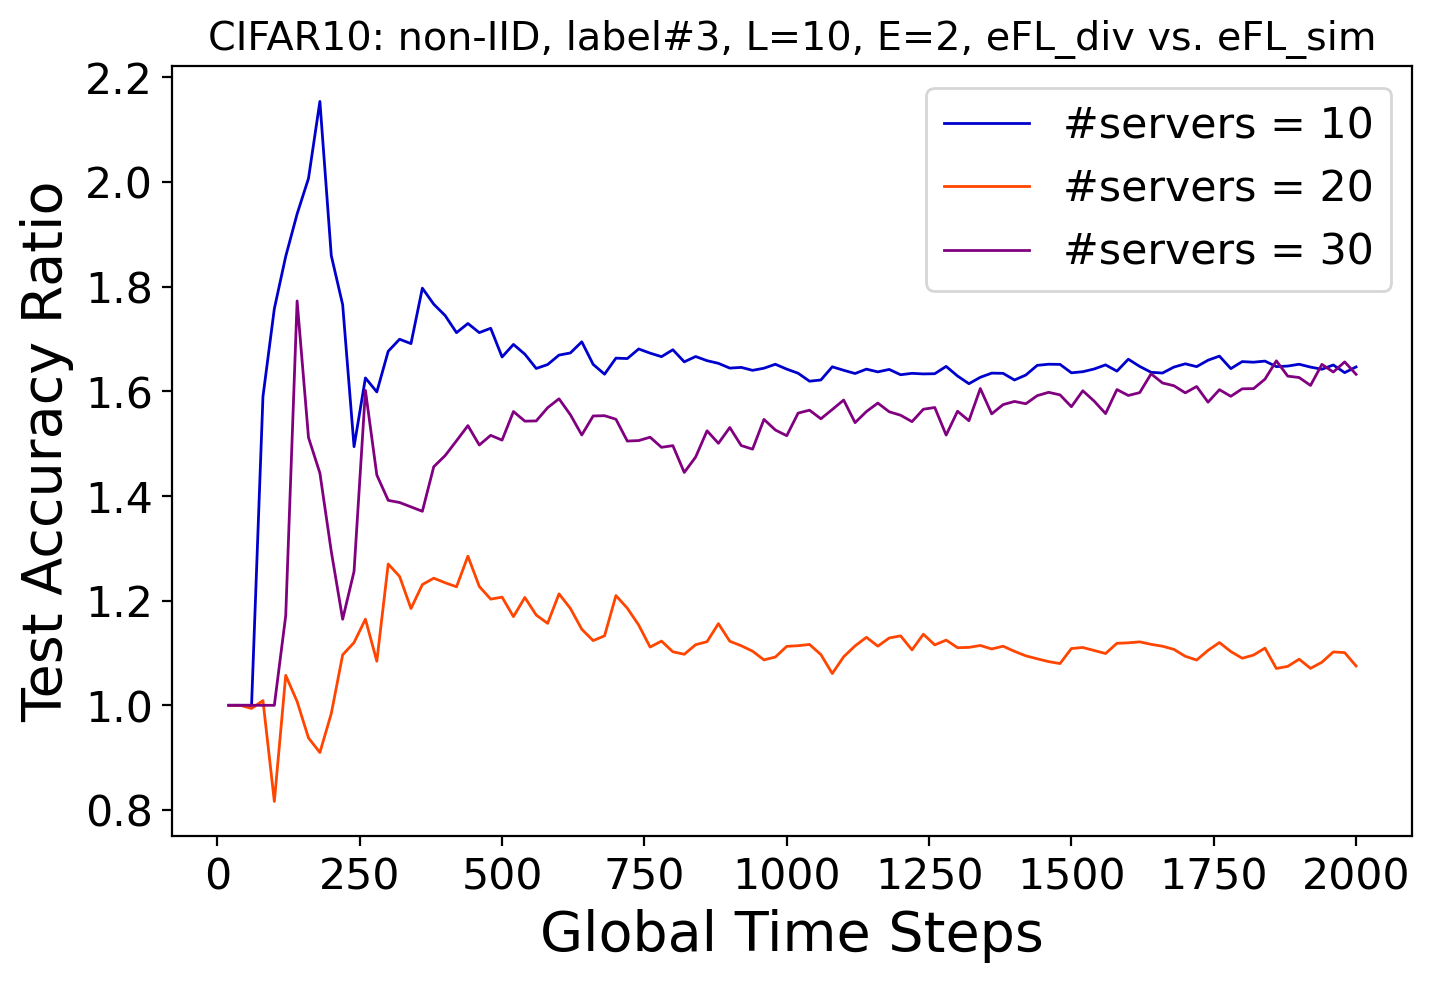 CIFAR10: non-IID, label#3, L=10, E=2, eFL_div vs. eFL_sim
2.2
2.0
1.8
1.6
1.4
1.2
1.0
0.8
Test Accuracy Ratio
#servers = 10
#servers = 20
#servers = 30
0 250 500 750 1000 1250 1500 1750 2000
Global Time Steps